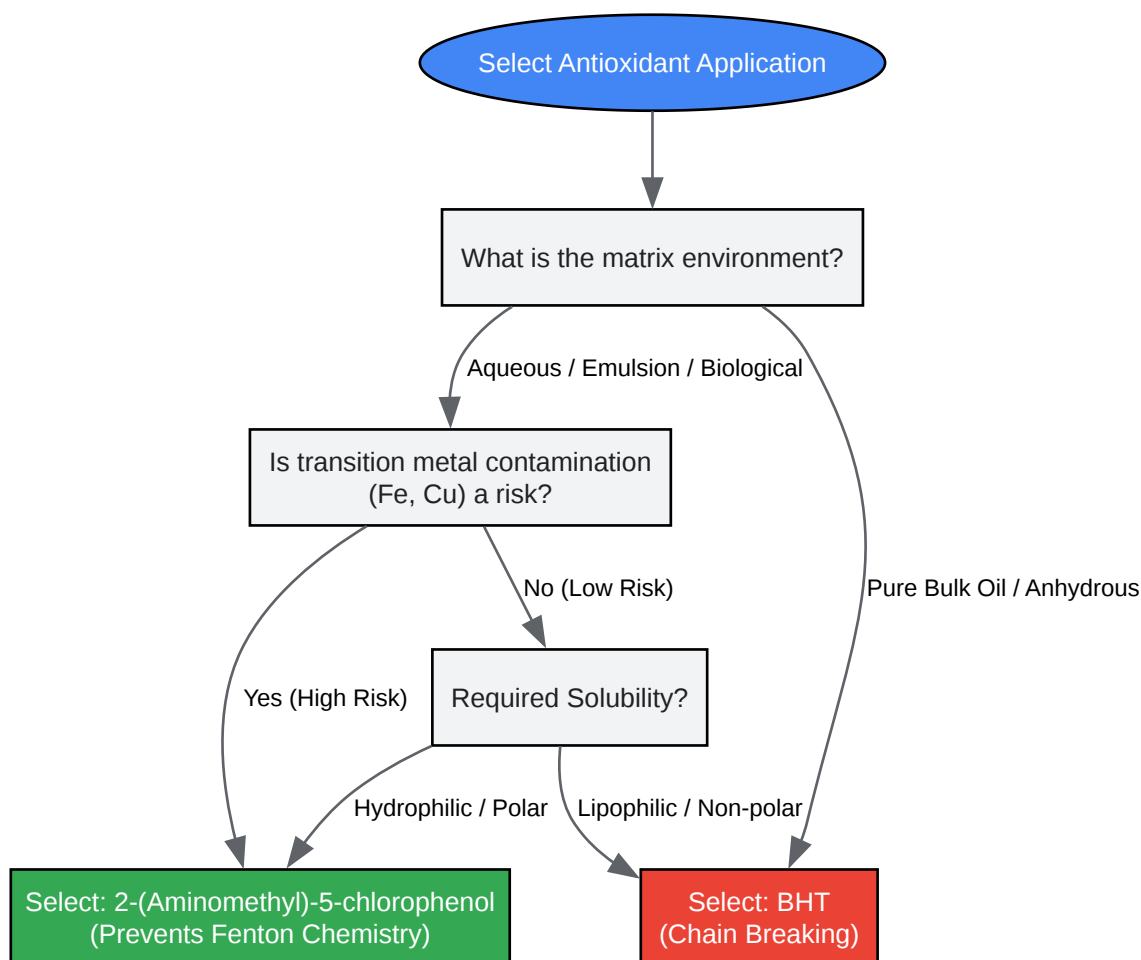 Select Antioxidant Application
What is the matrix environment?
Aqueous / Emulsion / Biological
Is transition metal contamination
(Fe, Cu) a risk?
No (Low Risk)
Pure Bulk Oil / Anhydrous
Yes (High Risk)
Required Solubility?
Hydrophilic / Polar
Lipophilic / Non-polar
Select: 2-(Aminomethyl)-5-chlorophenol
(Prevents Fenton Chemistry)
Select: BHT
(Chain Breaking)